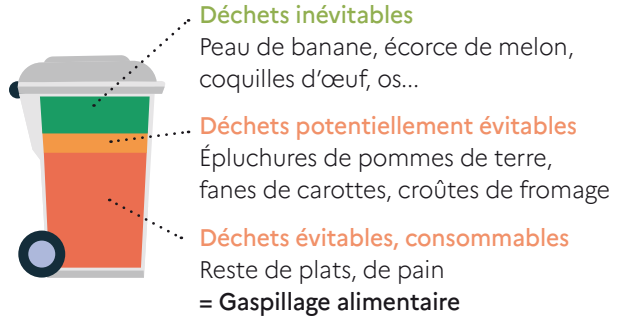 Déchets inévitables
Peau de banane, écorce de melon,
coquilles d’œuf, os...
Déchets potentiellement évitables
Épluchures de pommes de terre,
fanes de carottes, croûtes de fromage
Déchets évitables, consommables
Reste de plats, de pain
= Gaspillage alimentaire